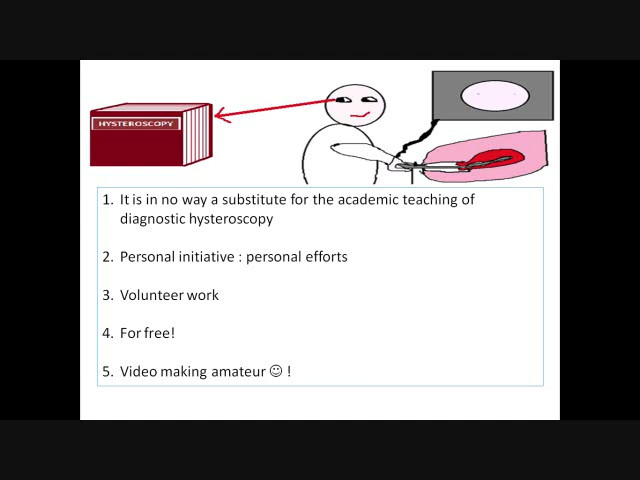 HYSTEROSCOPY
1. It is in no way a substitute for the academic teaching of
diagnostic hysteroscopy
2. Personal initiative : personal efforts
3. Volunteer work
4. For free!
5. Video making amateur ☺ !